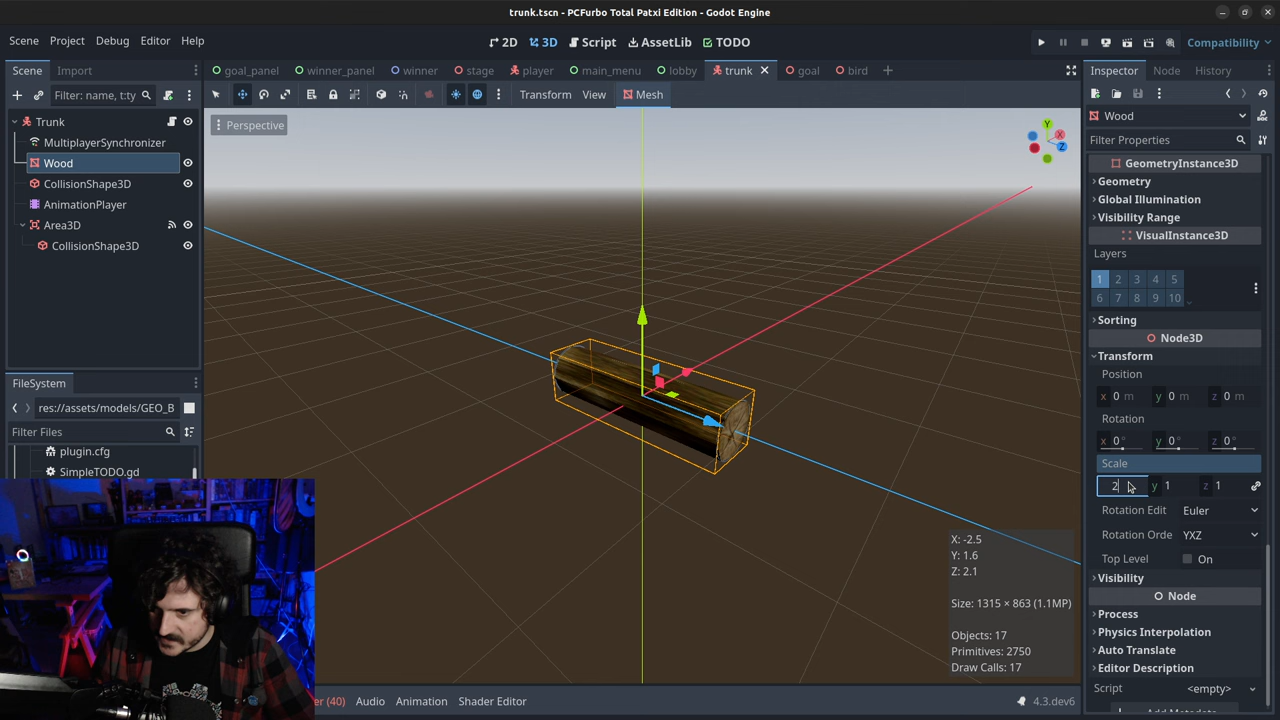 trunk.tscn - PCFurbo Total Patxi Edition - Godot Engine
Scene Project Debug Editor Help
2D 3D Script AssetLib TODO
Compatibility
Scene Import
goal_panel winner_panel winner stage player main_menu lobby trunk goal bird
Inspector Node History
Filter: name, t:ty
Transform View Mesh
Perspective
Trunk
MultiplayerSynchronizer
Wood
CollisionShape3D
AnimationPlayer
Area3D
CollisionShape3D
FileSystem
res://assets/models/GEO_B
Filter Files
plugin.cfg
SimpleTODO.gd
Y
X
Z
X: -2.5
Y: 1.6
Z: 2.1
Size: 1315 × 863 (1.1MP)
Objects: 17
Primitives: 2750
Draw Calls: 17
(40) Audio Animation Shader Editor
4.3.dev6
Wood
Filter Properties
GeometryInstance3D
Geometry
Global Illumination
Visibility Range
VisualInstance3D
Layers
1 2 3 4 5
6 7 8 9 10
Sorting
Node3D
Transform
Position
x 0 m y 0 m z 0 m
Rotation
x 0° y 0° z 0°
Scale
2 y 1 z 1
Rotation Edit Euler
Rotation Orde YXZ
Top Level On
Visibility
Node
Process
Physics Interpolation
Auto Translate
Editor Description
Script <empty>